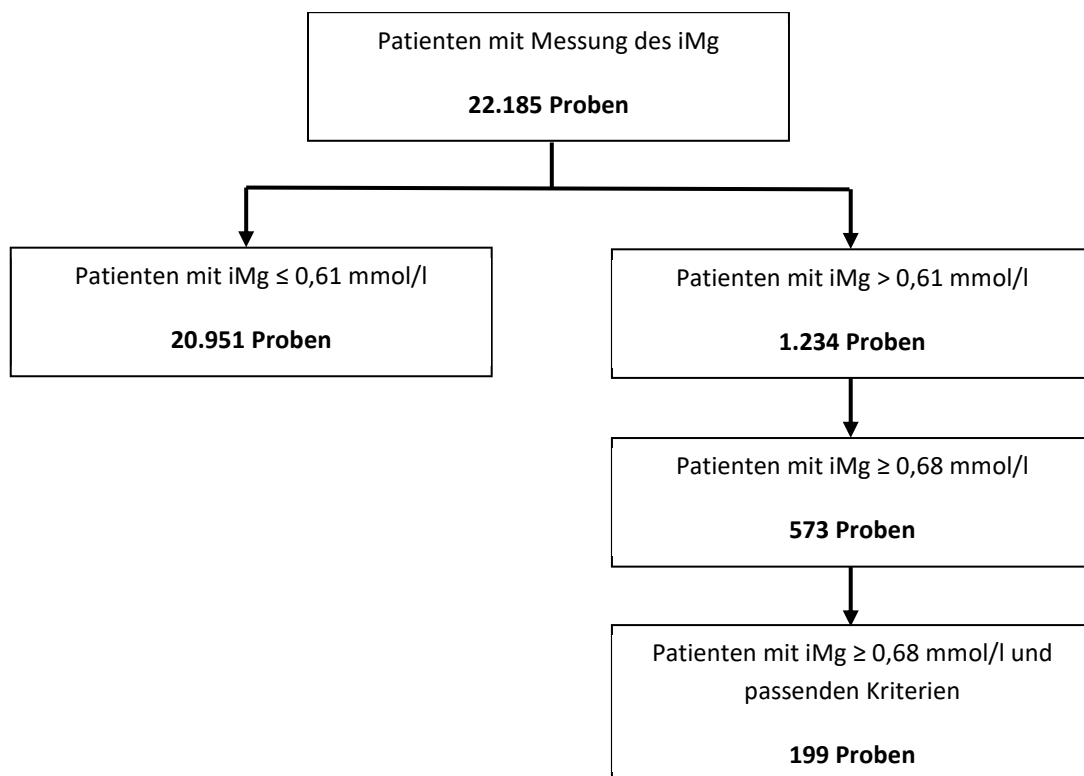 Patienten mit Messung des iMg
22.185 Proben
Patienten mit iMg ≤ 0,61 mmol/l
20.951 Proben
Patienten mit iMg > 0,61 mmol/l
1.234 Proben
Patienten mit iMg ≥ 0,68 mmol/l
573 Proben
Patienten mit iMg ≥ 0,68 mmol/l und
passenden Kriterien
199 Proben